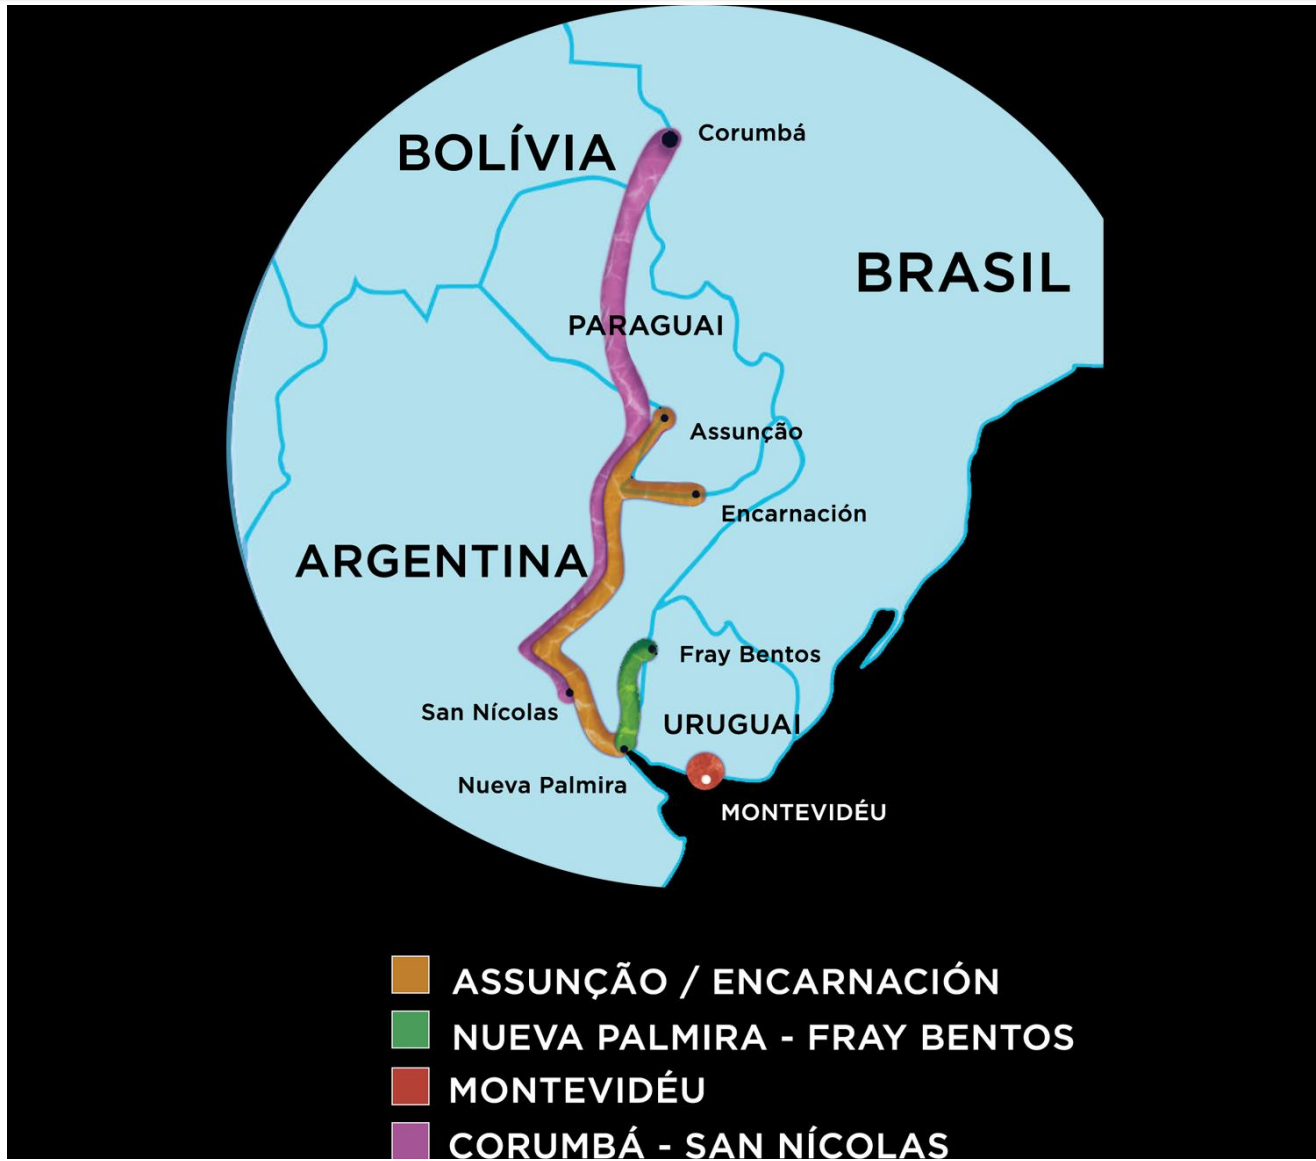 Corumbá
BOLÍVIA
BRASIL
PARAGUAI
Assunção
Encarnación
ARGENTINA
Fray Bentos
San Nícolas
URUGUAI
Nueva Palmira
MONTEVIDÉU
ASSUNÇÃO / ENCARNACIÓN
NUEVA PALMIRA - FRAY BENTOS
MONTEVIDÉU
CORUMBÁ - SAN NÍCOLAS